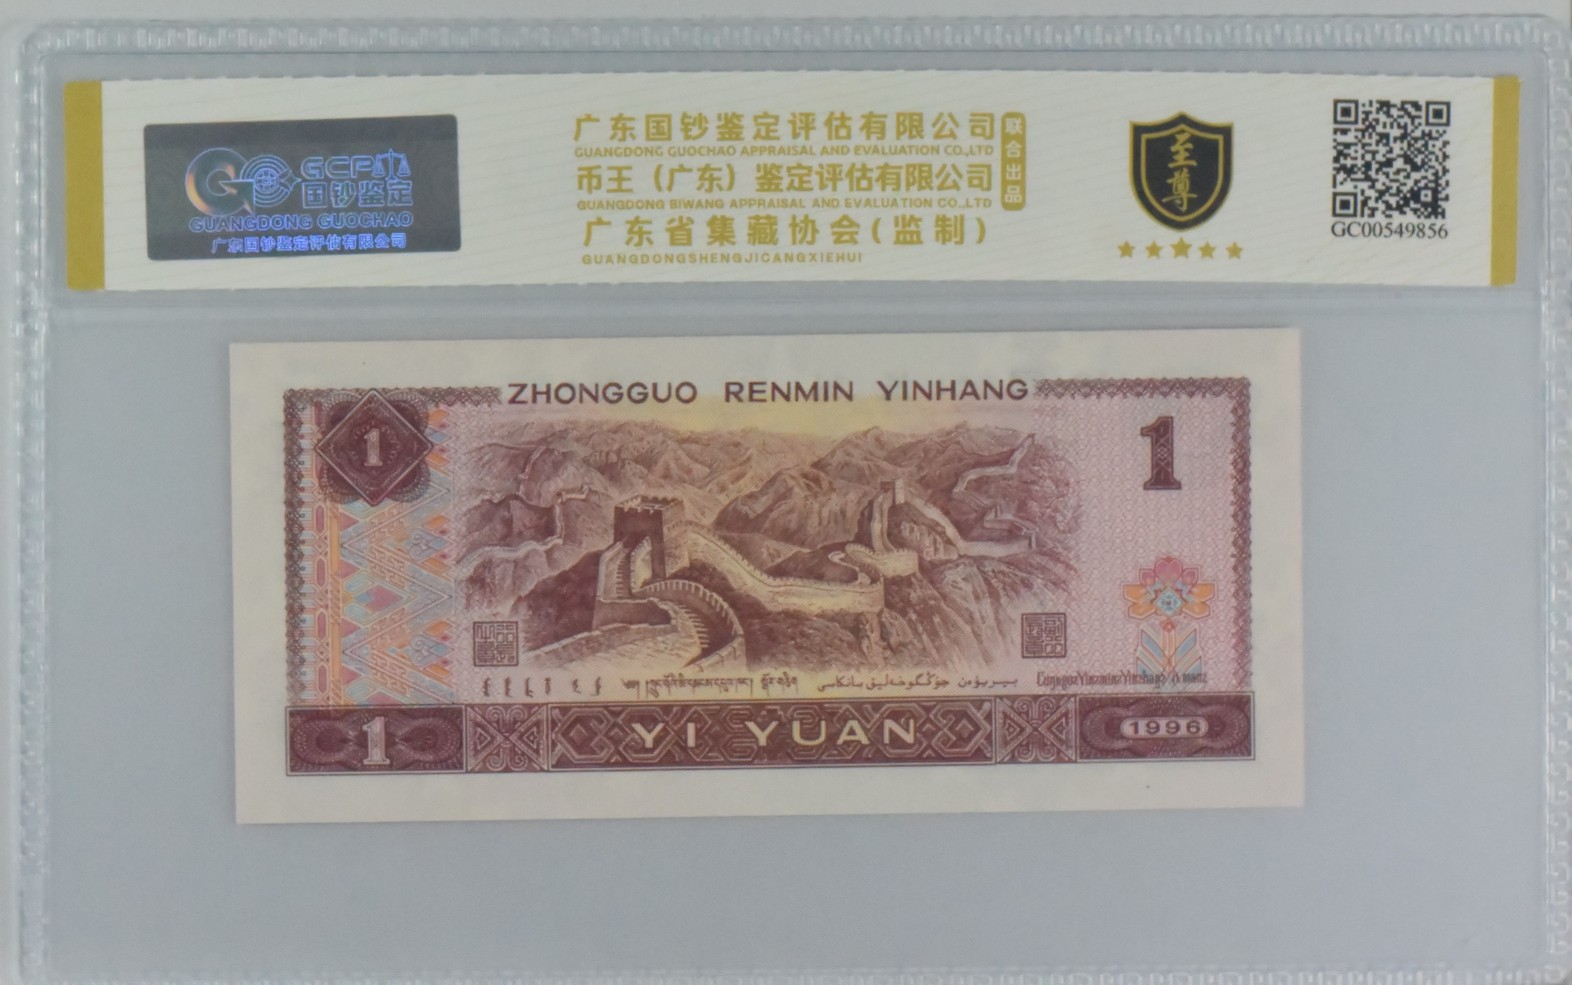 GCP
国钞鉴定
GUANGDONG GUOCHAO
广东国钞鉴定评估有限公司
广东国钞鉴定评估有限公司
GUANGDONG GUOCHAO APPRAISAL AND EVALUATION CO.,LTD
币王（广东）鉴定评估有限公司
GUANGDONG BIWANG APPRAISAL AND EVALUATION CO.,LTD
广东省集藏协会(监制)
GUANGDONGSHENGJICANGXIEHUI
联合出品
至尊
GC00549856
ZHONGGUO RENMIN YINHANG
1
1
1
YI YUAN
1996